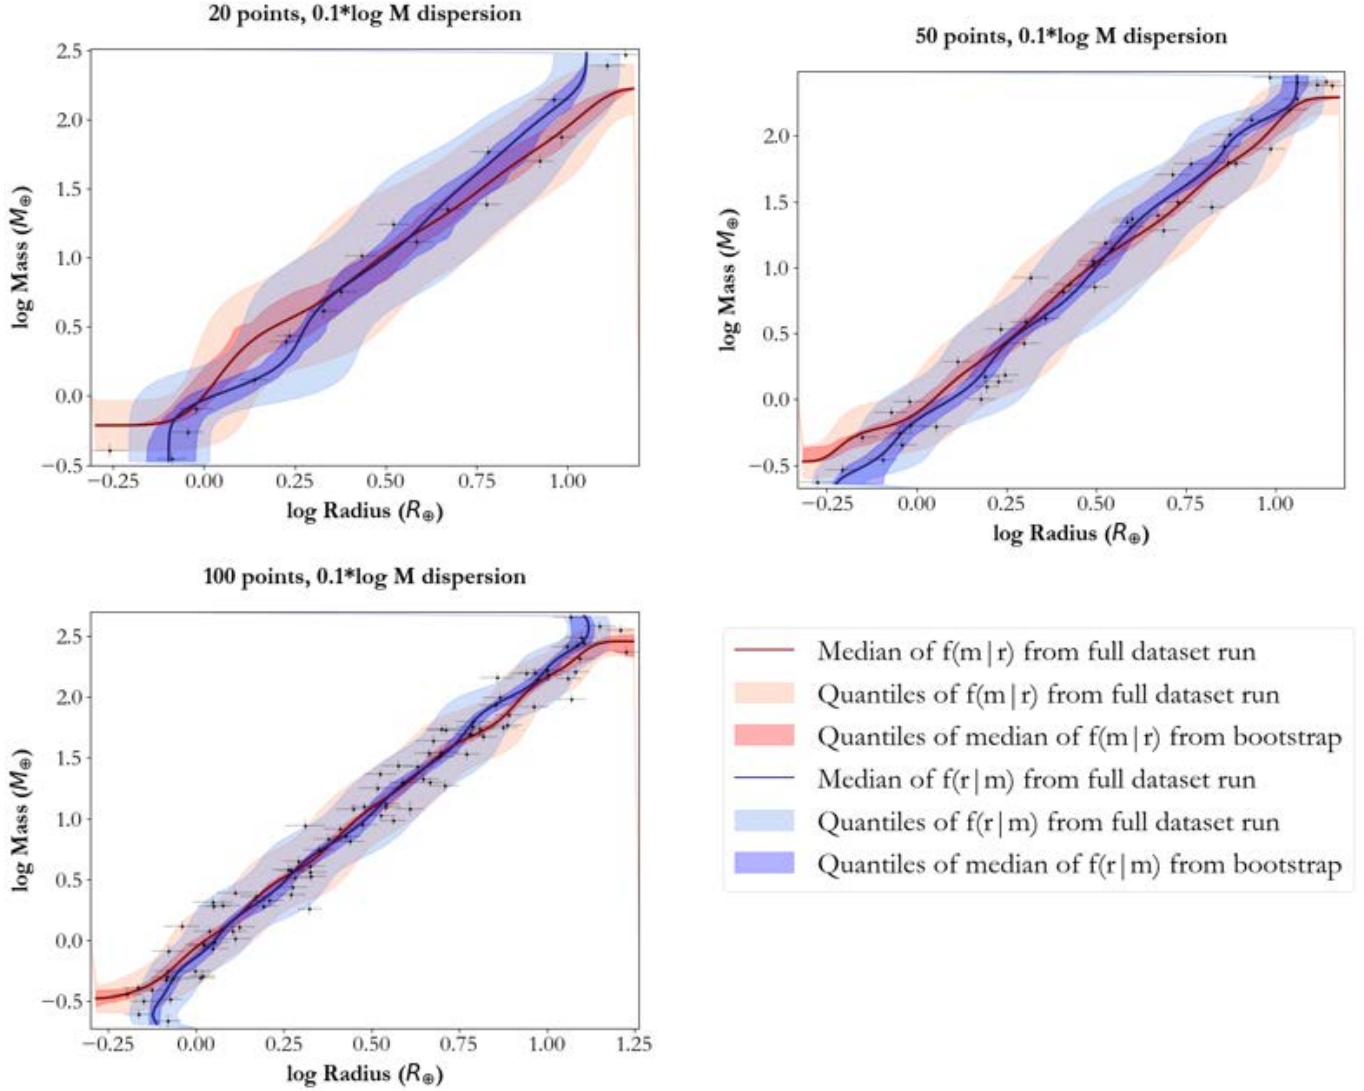 20 points, 0.1*log M dispersion
2.5
2.0
1.5
1.0
0.5
0.0
−0.5
log Mass (M⊕)
−0.25 0.00 0.25 0.50 0.75 1.00
log Radius (R⊕)
50 points, 0.1*log M dispersion
2.0
1.5
1.0
0.5
0.0
−0.5
log Mass (M⊕)
−0.25 0.00 0.25 0.50 0.75 1.00
log Radius (R⊕)
100 points, 0.1*log M dispersion
2.5
2.0
1.5
1.0
0.5
0.0
−0.5
log Mass (M⊕)
−0.25 0.00 0.25 0.50 0.75 1.00 1.25
log Radius (R⊕)
Median of f(m|r) from full dataset run
Quantiles of f(m|r) from full dataset run
Quantiles of median of f(m|r) from bootstrap
Median of f(r|m) from full dataset run
Quantiles of f(r|m) from full dataset run
Quantiles of median of f(r|m) from bootstrap